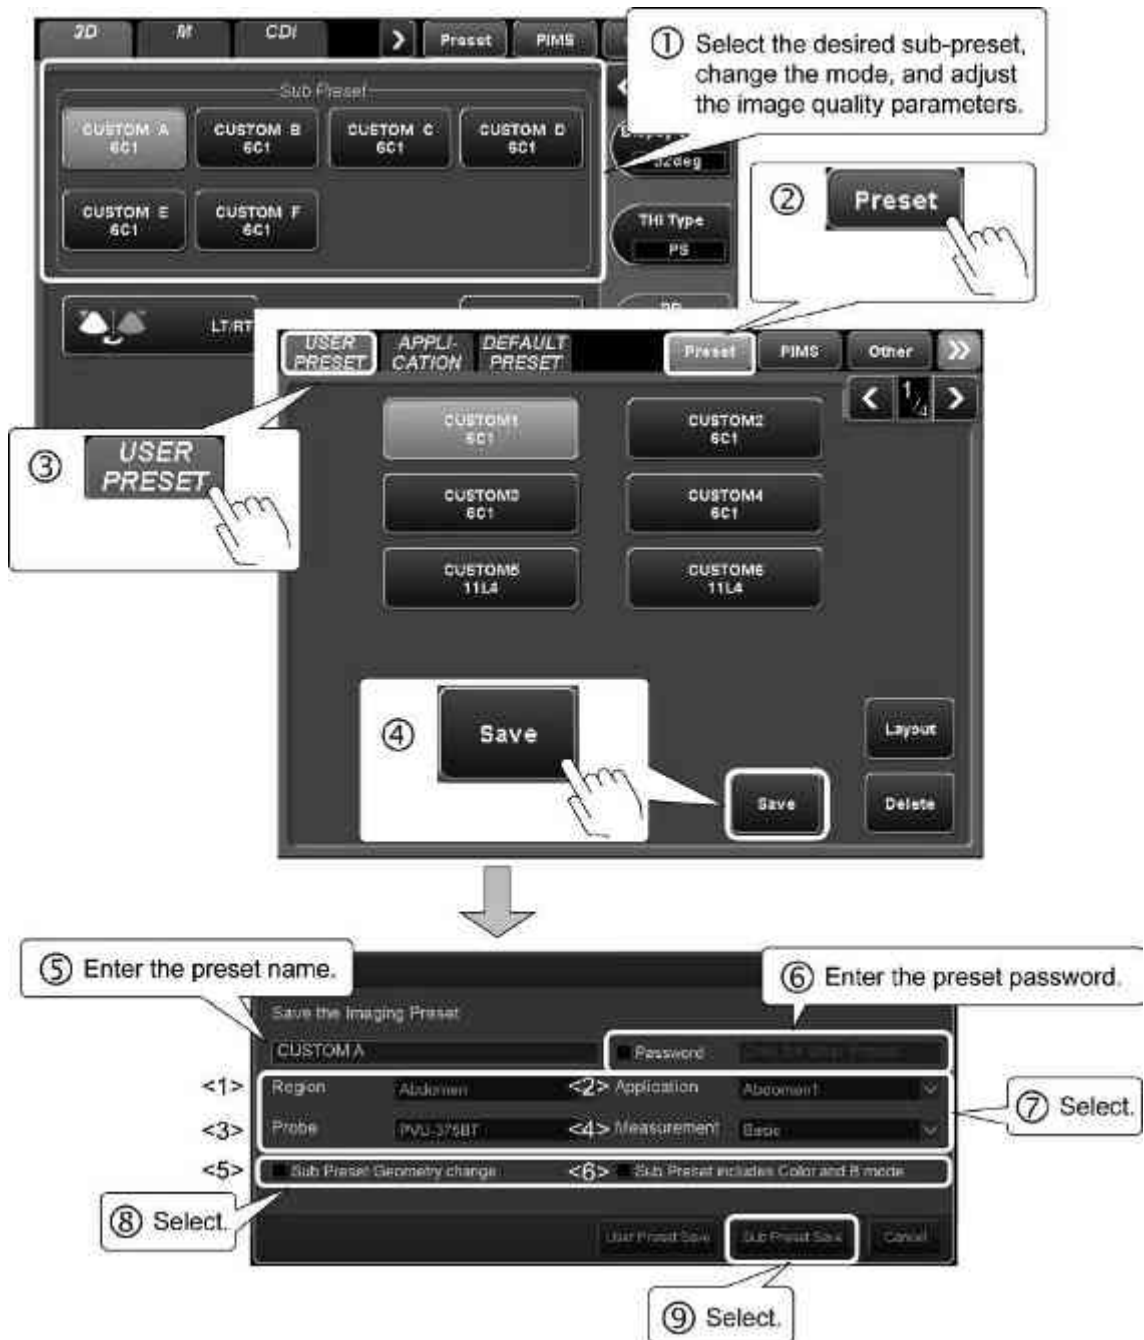 2D M CDI > Preset PIMS
① Select the desired sub-preset,
change the mode, and adjust
the image quality parameters.
Sub Preset
CUSTOM A
6C1
CUSTOM B
6C1
CUSTOM C
6C1
CUSTOM D
6C1
CUSTOM E
6C1
CUSTOM F
6C1
THI Type
PS
② Preset
LT/RT
USER
PRESET
APPLI-
CATION
DEFAULT
PRESET
Preset PIMS Other >>
< 1/4 >
③ USER
PRESET
CUSTOM1
6C1
CUSTOM2
6C1
CUSTOM3
6C1
CUSTOM4
6C1
CUSTOM5
11L4
CUSTOM6
11L4
④ Save
Layout
Save
Delete
⑤ Enter the preset name.
⑥ Enter the preset password.
Save the Imaging Preset
CUSTOM A
Password
<1> Region Abdomen <2> Application Abdomen1
⑦ Select.
<3> Probe PVU-375BT <4> Measurement Basic
<5> Sub Preset Geometry change <6> Sub Preset includes Color and B mode
⑧ Select.
User Preset Save Sub Preset Save Cancel
⑨ Select.